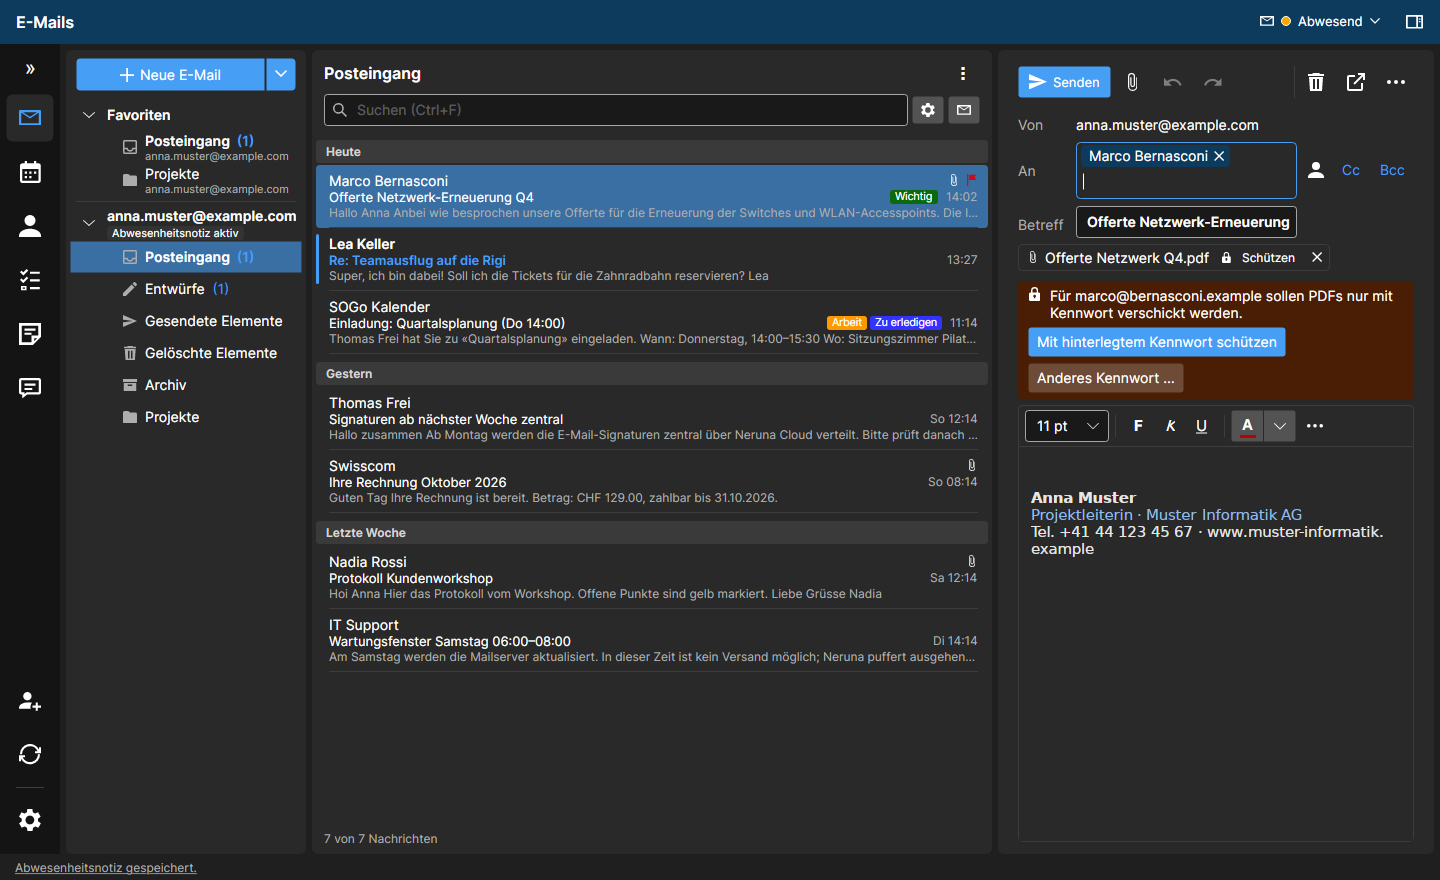 E-Mails
Abwesend
Neue E-Mail
Favoriten
Posteingang (1)
anna.muster@example.com
Projekte
anna.muster@example.com
anna.muster@example.com
Abwesenheitsnotiz aktiv
Posteingang (1)
Entwürfe (1)
Gesendete Elemente
Gelöschte Elemente
Archiv
Projekte
Posteingang
Suchen (Ctrl+F)
Heute
Marco Bernasconi
Offerte Netzwerk-Erneuerung Q4 Wichtig 14:02
Hallo Anna Anbei wie besprochen unsere Offerte für die Erneuerung der Switches und WLAN-Accesspoints. Die l...
Lea Keller
Re: Teamausflug auf die Rigi 13:27
Super, ich bin dabei! Soll ich die Tickets für die Zahnradbahn reservieren? Lea
SOGo Kalender
Einladung: Quartalsplanung (Do 14:00) Arbeit Zu erledigen 11:14
Thomas Frei hat Sie zu «Quartalsplanung» eingeladen. Wann: Donnerstag, 14:00–15:30 Wo: Sitzungszimmer Pilat...
Gestern
Thomas Frei
Signaturen ab nächster Woche zentral So 12:14
Hallo zusammen Ab Montag werden die E-Mail-Signaturen zentral über Neruna Cloud verteilt. Bitte prüft danach ...
Swisscom
Ihre Rechnung Oktober 2026 So 08:14
Guten Tag Ihre Rechnung ist bereit. Betrag: CHF 129.00, zahlbar bis 31.10.2026.
Letzte Woche
Nadia Rossi
Protokoll Kundenworkshop Sa 12:14
Hoi Anna Hier das Protokoll vom Workshop. Offene Punkte sind gelb markiert. Liebe Grüsse Nadia
IT Support
Wartungsfenster Samstag 06:00–08:00 Di 14:14
Am Samstag werden die Mailserver aktualisiert. In dieser Zeit ist kein Versand möglich; Neruna puffert ausgehen...
7 von 7 Nachrichten
Senden
Von anna.muster@example.com
An Marco Bernasconi Cc Bcc
Betreff Offerte Netzwerk-Erneuerung
Offerte Netzwerk Q4.pdf Schützen
Für marco@bernasconi.example sollen PDFs nur mit
Kennwort verschickt werden.
Mit hinterlegtem Kennwort schützen
Anderes Kennwort ...
11 pt F K U A
Anna Muster
Projektleiterin · Muster Informatik AG
Tel. +41 44 123 45 67 · www.muster-informatik.
example
Abwesenheitsnotiz gespeichert.